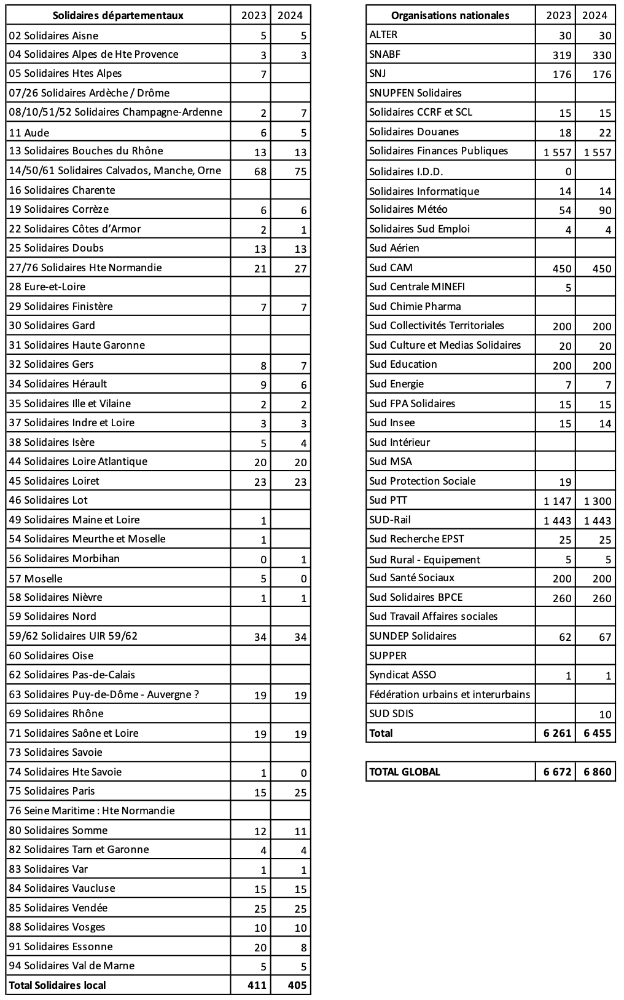 Solidaires départementaux 2023 2024
02 Solidaires Aisne 5 5
04 Solidaires Alpes de Hte Provence 3 3
05 Solidaires Htes Alpes 7
07/26 Solidaires Ardèche / Drôme
08/10/51/52 Solidaires Champagne-Ardenne 2 7
11 Aude 6 5
13 Solidaires Bouches du Rhône 13 13
14/50/61 Solidaires Calvados, Manche, Orne 68 75
16 Solidaires Charente
19 Solidaires Corrèze 6 6
22 Solidaires Côtes d’Armor 2 1
25 Solidaires Doubs 13 13
27/76 Solidaires Hte Normandie 21 27
28 Eure-et-Loire
29 Solidaires Finistère 7 7
30 Solidaires Gard
31 Solidaires Haute Garonne
32 Solidaires Gers 8 7
34 Solidaires Hérault 9 6
35 Solidaires Ille et Vilaine 2 2
37 Solidaires Indre et Loire 3 3
38 Solidaires Isère 5 4
44 Solidaires Loire Atlantique 20 20
45 Solidaires Loiret 23 23
46 Solidaires Lot
49 Solidaires Maine et Loire 1
54 Solidaires Meurthe et Moselle 1
56 Solidaires Morbihan 0 1
57 Moselle 5 0
58 Solidaires Nièvre 1 1
59 Solidaires Nord
59/62 Solidaires UIR 59/62 34 34
60 Solidaires Oise
62 Solidaires Pas-de-Calais
63 Solidaires Puy-de-Dôme - Auvergne ? 19 19
69 Solidaires Rhône
71 Solidaires Saône et Loire 19 19
73 Solidaires Savoie
74 Solidaires Hte Savoie 1 0
75 Solidaires Paris 15 25
76 Seine Maritime : Hte Normandie
80 Solidaires Somme 12 11
82 Solidaires Tarn et Garonne 4 4
83 Solidaires Var 1 1
84 Solidaires Vaucluse 15 15
85 Solidaires Vendée 25 25
88 Solidaires Vosges 10 10
91 Solidaires Essonne 20 8
94 Solidaires Val de Marne 5 5
Total Solidaires local 411 405
Organisations nationales 2023 2024
ALTER 30 30
SNABF 319 330
SNJ 176 176
SNUPFEN Solidaires
Solidaires CCRF et SCL 15 15
Solidaires Douanes 18 22
Solidaires Finances Publiques 1 557 1 557
Solidaires I.D.D. 0
Solidaires Informatique 14 14
Solidaires Météo 54 90
Solidaires Sud Emploi 4 4
Sud Aérien
Sud CAM 450 450
Sud Centrale MINEFI 5
Sud Chimie Pharma
Sud Collectivités Territoriales 200 200
Sud Culture et Medias Solidaires 20 20
Sud Education 200 200
Sud Energie 7 7
Sud FPA Solidaires 15 15
Sud Insee 15 14
Sud Intérieur
Sud MSA
Sud Protection Sociale 19
Sud PTT 1 147 1 300
SUD-Rail 1 443 1 443
Sud Recherche EPST 25 25
Sud Rural - Equipement 5 5
Sud Santé Sociaux 200 200
Sud Solidaires BPCE 260 260
Sud Travail Affaires sociales
SUNDEP Solidaires 62 67
SUPPER
Syndicat ASSO 1 1
Fédération urbains et interurbains
SUD SDIS 10
Total 6 261 6 455
TOTAL GLOBAL 6 672 6 860